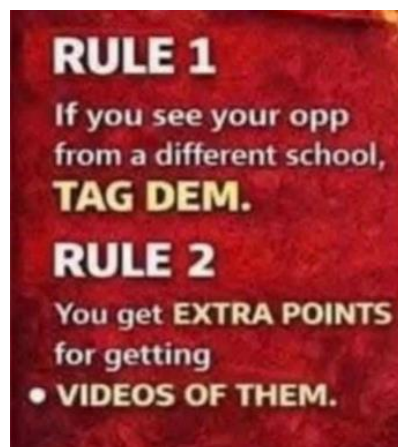 RULE 1
If you see your opp
from a different school,
TAG DEM.
RULE 2
You get EXTRA POINTS
for getting
• VIDEOS OF THEM.